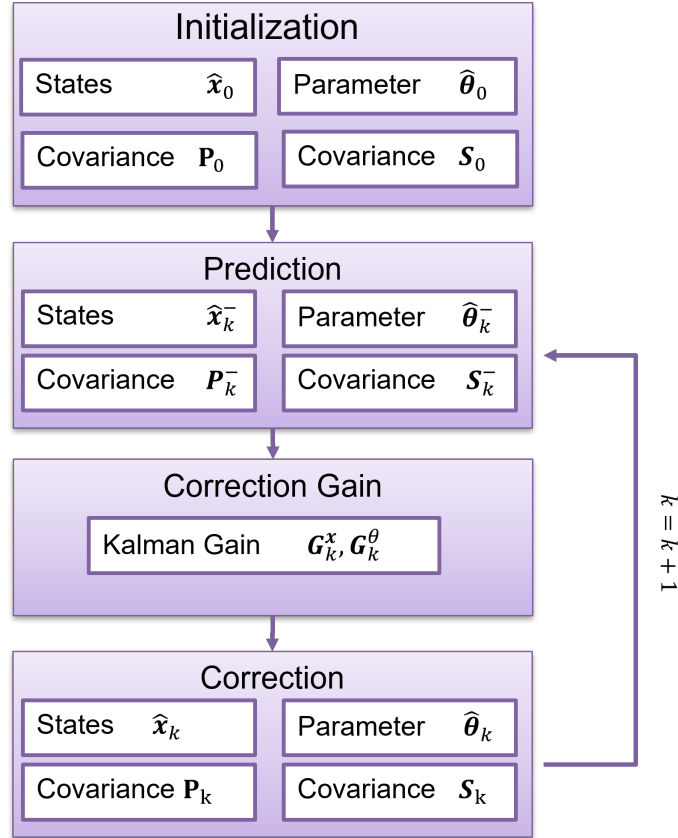 Initialization
States x̂₀ Parameter θ̂₀
Covariance P₀ Covariance S₀
Prediction
States x̂ₖ⁻ Parameter θ̂ₖ⁻
Covariance Pₖ⁻ Covariance Sₖ⁻
Correction Gain
Kalman Gain Gₖˣ, Gₖᶿ
k = k + 1
Correction
States x̂ₖ Parameter θ̂ₖ
Covariance Pₖ Covariance Sₖ